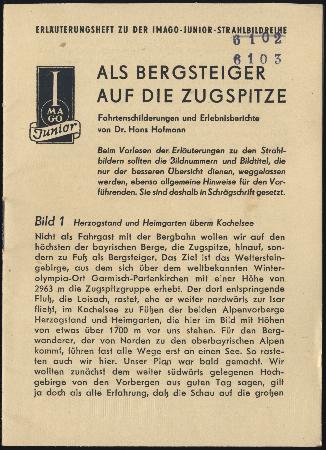 ERLÄUTERUNGSHEFT ZU DER IMAGO-JUNIOR-STRAHLBILDREIHE
6102
6103
I
MA
GO
Junior
ALS BERGSTEIGER
AUF DIE ZUGSPITZE
Fahrtenschilderungen und Erlebnisberichte
von Dr. Hans Hofmann
Beim Vorlesen der Erläuterungen zu den Strahl-
bildern sollten die Bildnummern und Bildtitel, die
nur der besseren Übersicht dienen, weggelassen
werden, ebenso allgemeine Hinweise für den Vor-
führenden. Sie sind deshalb in Schrägschrift gesetzt.
Bild 1 Herzogstand und Heimgarten überm Kochelsee
Nicht als Fahrgast mit der Bergbahn wollen wir auf den
höchsten der bayrischen Berge, die Zugspitze, hinauf, son-
dern zu Fuß als Bergsteiger. Das Ziel ist das Wetterstein-
gebirge, aus dem sich über dem weltbekannten Winter-
olympia-Ort Garmisch-Partenkirchen mit einer Höhe von
2963 m die Zugspitzgruppe erhebt. Der dort entspringende
Fluß, die Loisach, rastet, ehe er weiter nordwärts zur Isar
fließt, im Kochelsee zu Füßen der beiden Alpenvorberge
Herzogstand und Heimgarten, die hier im Bild mit Höhen
von etwas über 1700 m vor uns stehen. Für den Berg-
wanderer, der von Norden zu den oberbayrischen Alpen
kommt, führen fast alle Wege erst an einen See. So raste-
ten auch wir hier. Unser Plan war bald gemacht. Wir
wollten zunächst dem weiter südwärts gelegenen Hoch-
gebirge von den Vorbergen aus guten Tag sagen, gilt
ja doch als alte Erfahrung, daß die Schau auf die großen